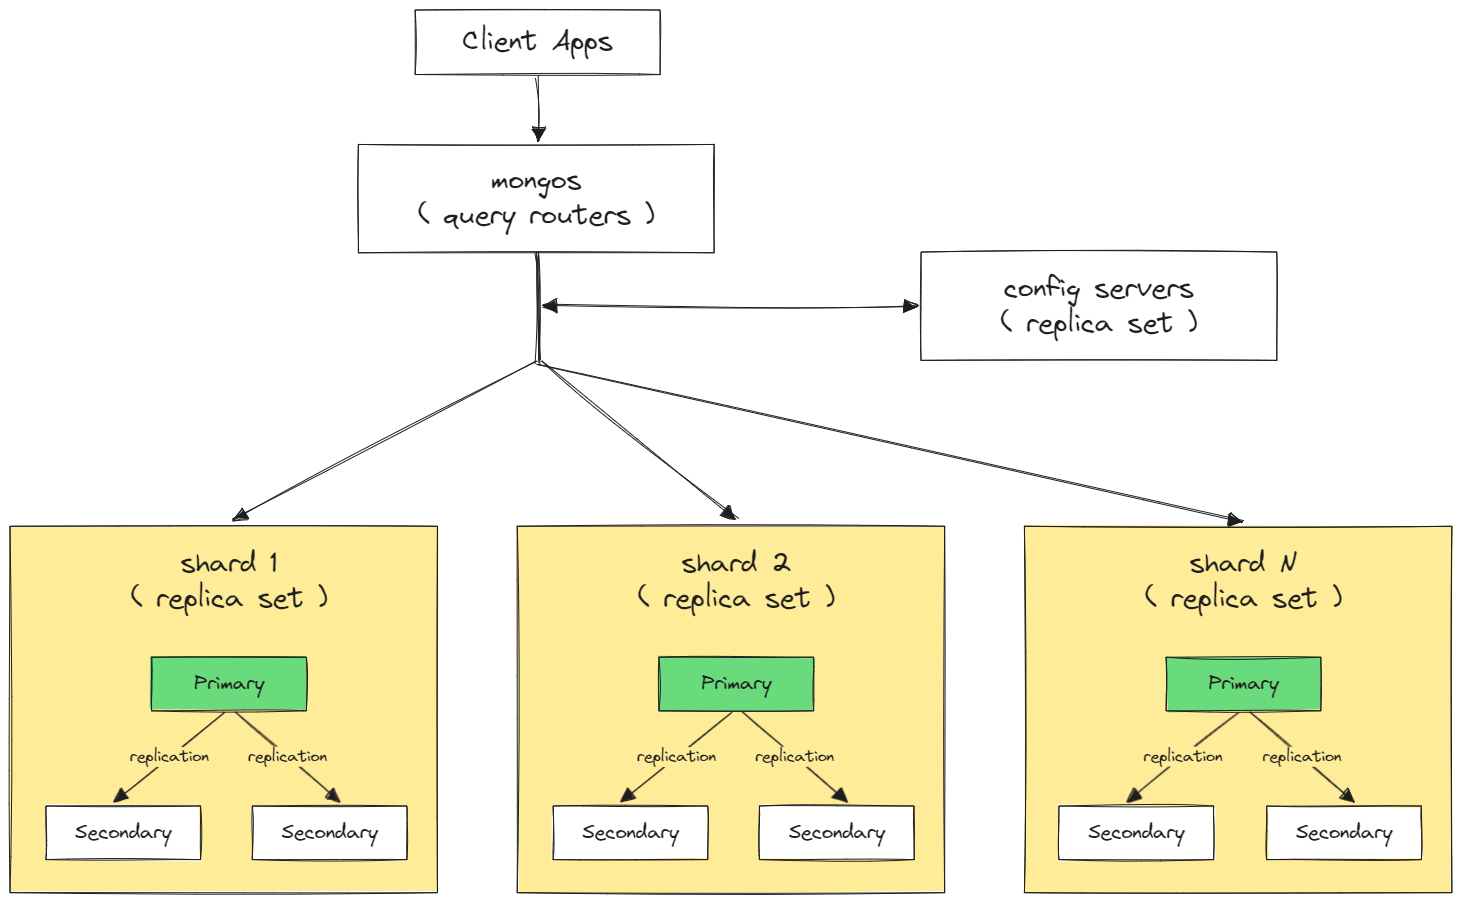 Client Apps
mongos
( query routers )
config servers
( replica set )
shard 1
( replica set )
Primary
replication
replication
Secondary
Secondary
shard 2
( replica set )
Primary
replication
replication
Secondary
Secondary
shard N
( replica set )
Primary
replication
replication
Secondary
Secondary